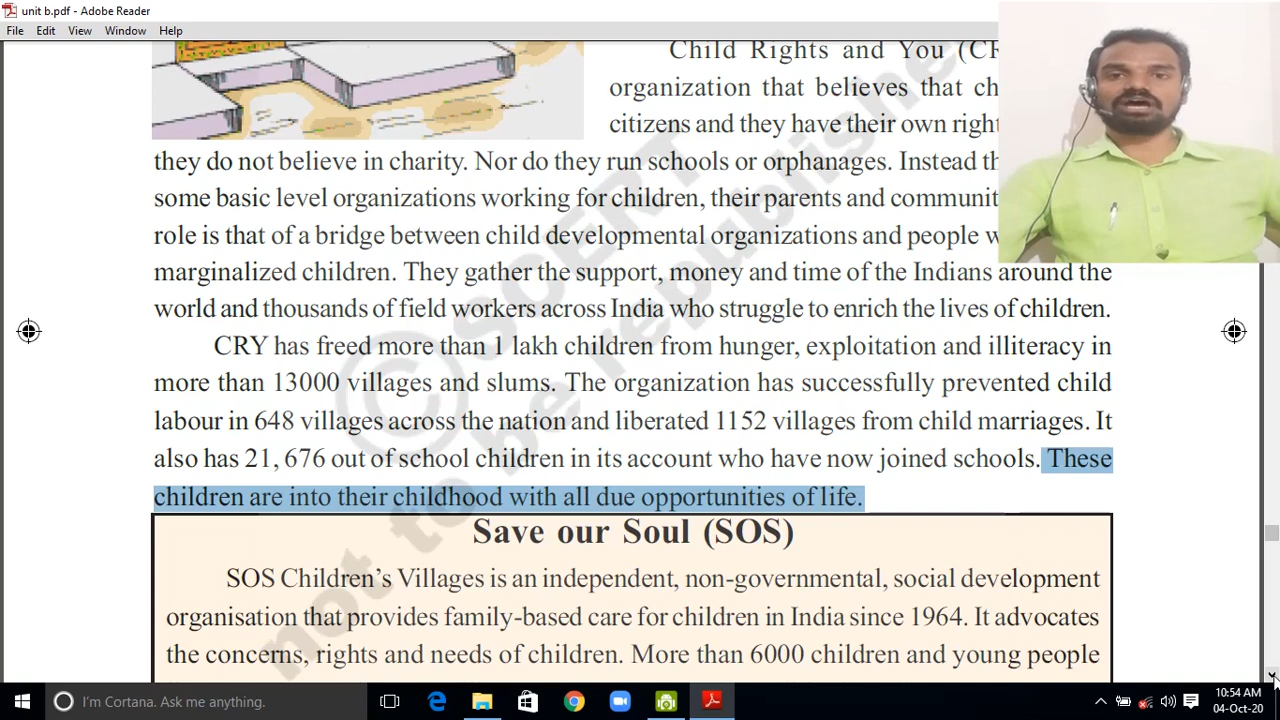 unit b.pdf - Adobe Reader
File Edit View Window Help
Child Rights and You (CR
organization that believes that ch
citizens and they have their own right
they do not believe in charity. Nor do they run schools or orphanages. Instead th
some basic level organizations working for children, their parents and communit
role is that of a bridge between child developmental organizations and people w
marginalized children. They gather the support, money and time of the Indians around the
world and thousands of field workers across India who struggle to enrich the lives of children.
CRY has freed more than 1 lakh children from hunger, exploitation and illiteracy in
more than 13000 villages and slums. The organization has successfully prevented child
labour in 648 villages across the nation and liberated 1152 villages from child marriages. It
also has 21, 676 out of school children in its account who have now joined schools. These
children are into their childhood with all due opportunities of life.
Save our Soul (SOS)
SOS Children's Villages is an independent, non-governmental, social development
organisation that provides family-based care for children in India since 1964. It advocates
the concerns, rights and needs of children. More than 6000 children and young people
© SCERT
not to be republishe
I'm Cortana. Ask me anything.
10:54 AM
04-Oct-20